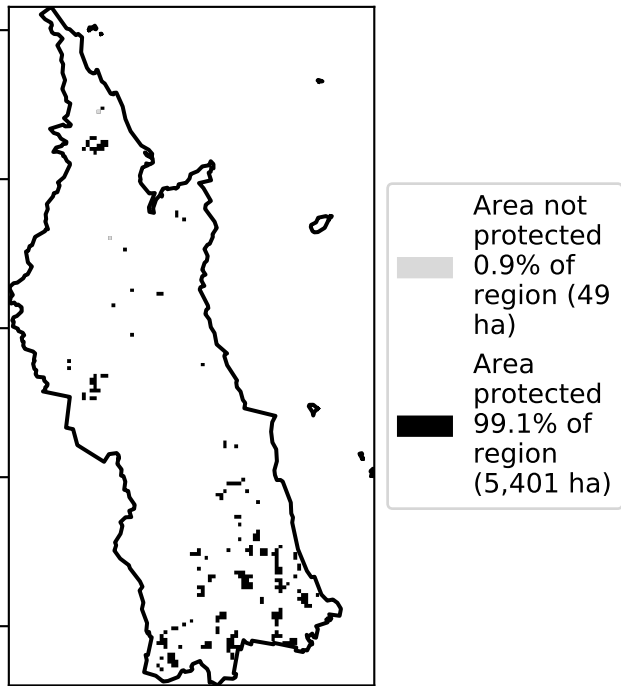 Area not
protected
0.9% of
region (49
ha)
Area
protected
99.1% of
region
(5,401 ha)